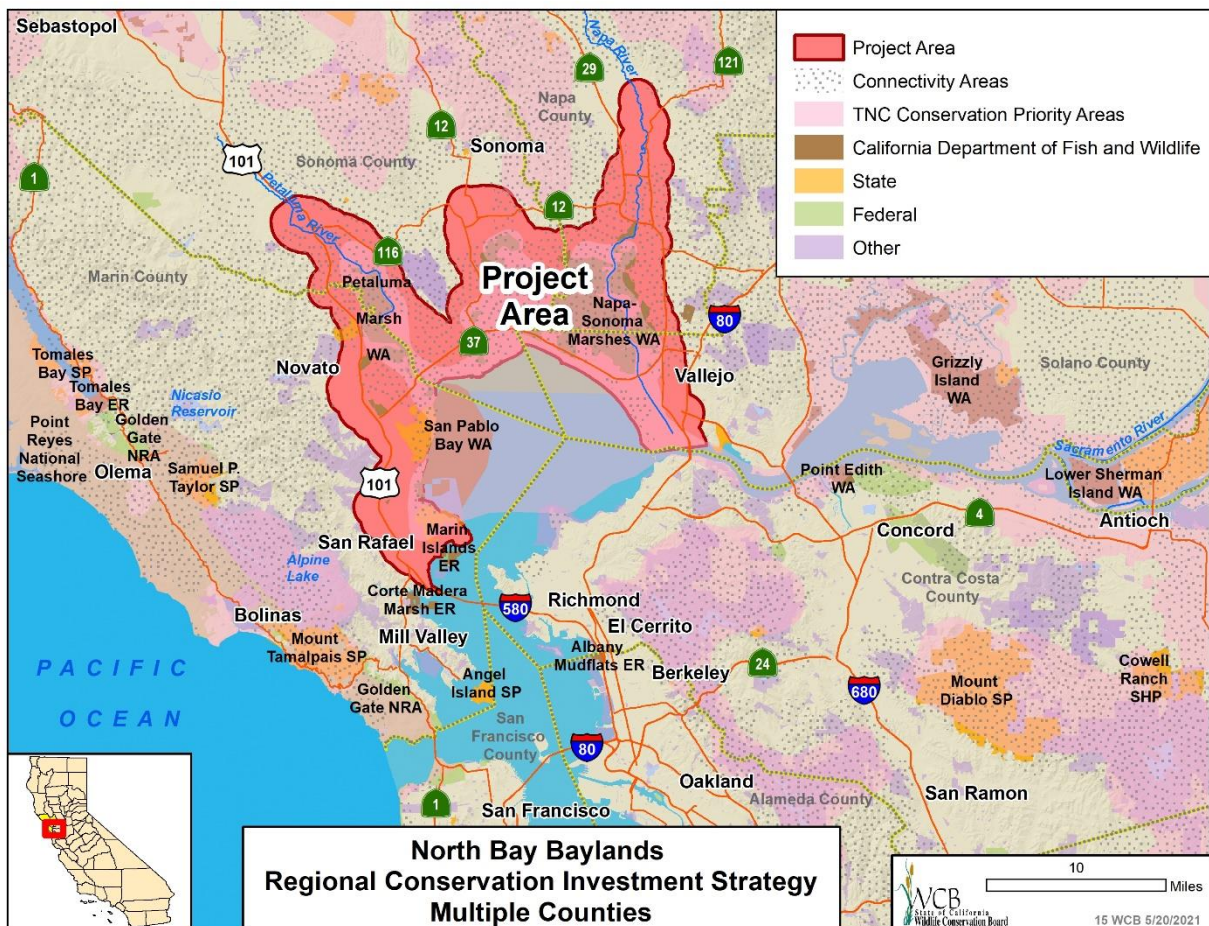 Sebastopol
Napa River
29
121
Napa
County
12
Sonoma
101
Sonoma County
1
Petaluma River
12
116
Marin County
Petaluma
Marsh
WA
Project
Area
Napa-
Sonoma
Marshes WA
80
37
Novato
Vallejo
Grizzly
Island
WA
Solano County
Tomales
Bay SP
Tomales
Bay ER
Nicasio
Reservoir
Golden
Gate
NRA
Point
Reyes
National
Seashore
Olema
Samuel P.
Taylor SP
San Pablo
Bay WA
Sacramento River
101
Point Edith
WA
Lower Sherman
Island WA
Antioch
4
Concord
San Rafael
Marin
Islands
ER
Alpine
Lake
Contra Costa
County
Corte Madera
Marsh ER
580
Richmond
El Cerrito
Bolinas
Mill Valley
Mount
Tamalpais SP
Albany
Mudflats ER
Berkeley
24
680
Mount
Diablo SP
Cowell
Ranch
SHP
PACIFIC
OCEAN
Golden
Gate NRA
Angel
Island SP
San
Francisco
County
80
Oakland
Alameda County
San Ramon
1
San Francisco
Project Area
Connectivity Areas
TNC Conservation Priority Areas
California Department of Fish and Wildlife
State
Federal
Other
North Bay Baylands
Regional Conservation Investment Strategy
Multiple Counties
10
Miles
WCB
State of California
Wildlife Conservation Board
15 WCB 5/20/2021